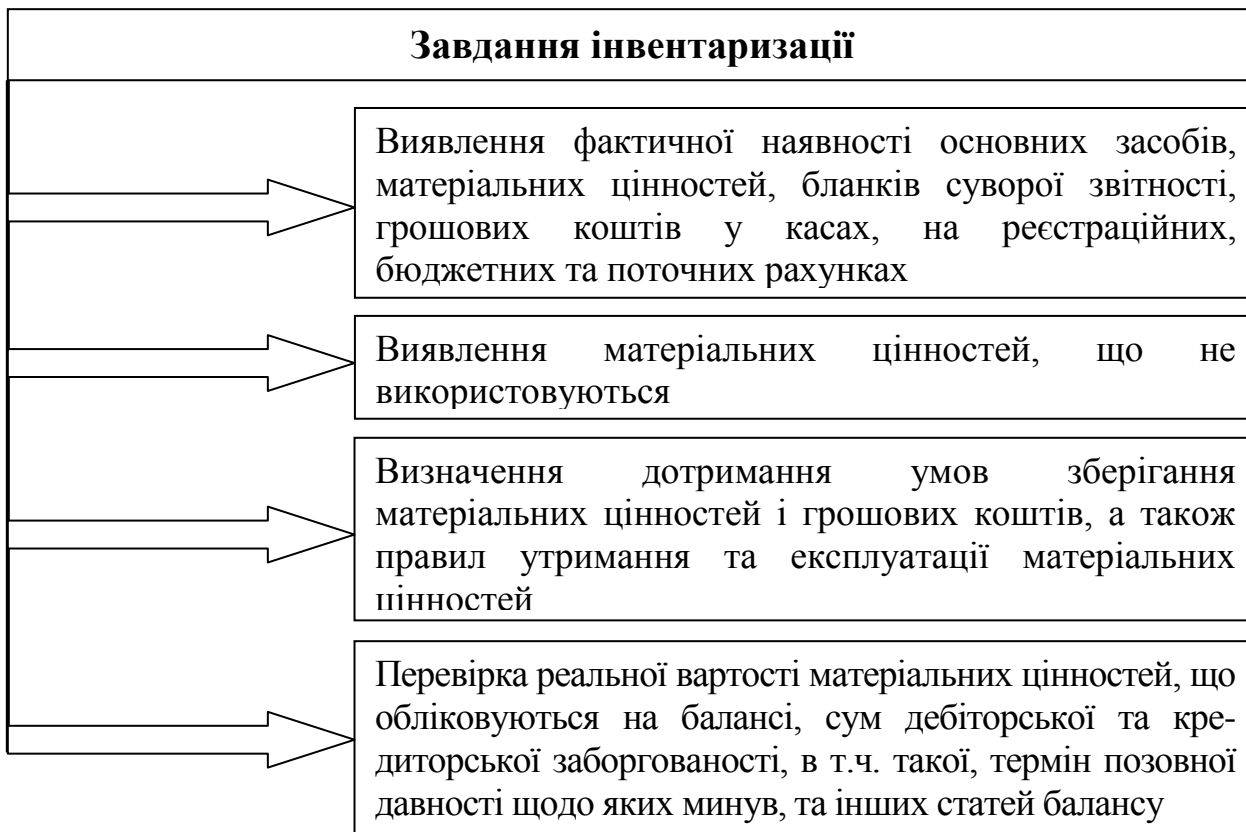 Завдання інвентаризації
Виявлення фактичної наявності основних засобів,
матеріальних цінностей, бланків суворої звітності,
грошових коштів у касах, на реєстраційних,
бюджетних та поточних рахунках
Виявлення матеріальних цінностей, що не
використовуються
Визначення дотримання умов зберігання
матеріальних цінностей і грошових коштів, а також
правил утримання та експлуатації матеріальних
цінностей
Перевірка реальної вартості матеріальних цінностей, що
обліковуються на балансі, сум дебіторської та кре-
диторської заборгованості, в т.ч. такої, термін позовної
давності щодо яких минув, та інших статей балансу